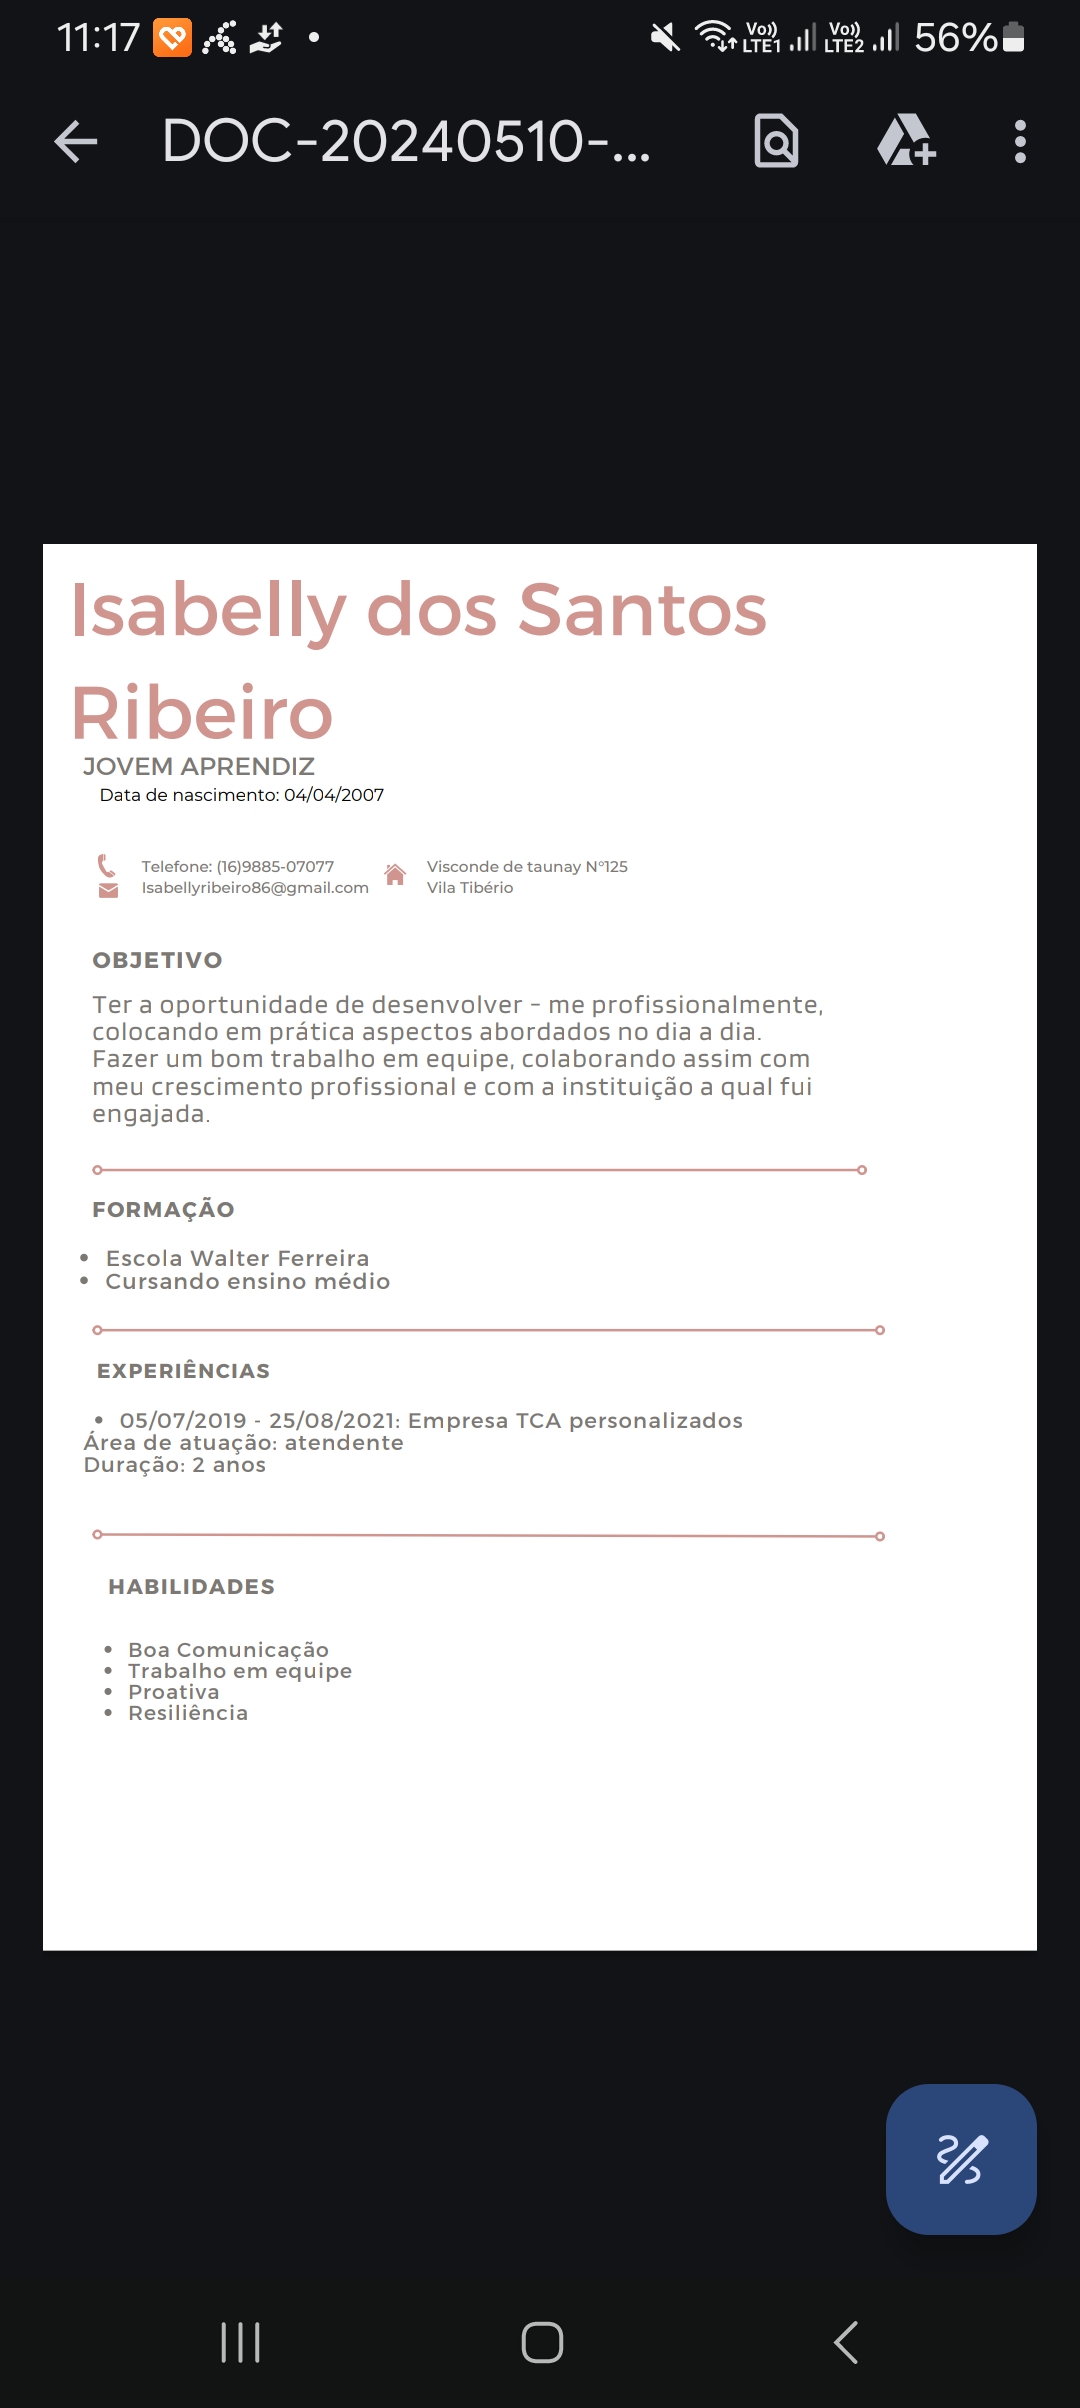 11:17
Vo))
LTE1
Vo))
LTE2
56%
DOC-20240510-...
Isabelly dos Santos
Ribeiro
JOVEM APRENDIZ
Data de nascimento: 04/04/2007
Telefone: (16)9885-07077
Isabellyribeiro86@gmail.com
Visconde de taunay N°125
Vila Tibério
OBJETIVO
Ter a oportunidade de desenvolver - me profissionalmente,
colocando em prática aspectos abordados no dia a dia.
Fazer um bom trabalho em equipe, colaborando assim com
meu crescimento profissional e com a instituição a qual fui
engajada.
FORMAÇÃO
• Escola Walter Ferreira
• Cursando ensino médio
EXPERIÊNCIAS
• 05/07/2019 - 25/08/2021: Empresa TCA personalizados
Área de atuação: atendente
Duração: 2 anos
HABILIDADES
• Boa Comunicação
• Trabalho em equipe
• Proativa
• Resiliência